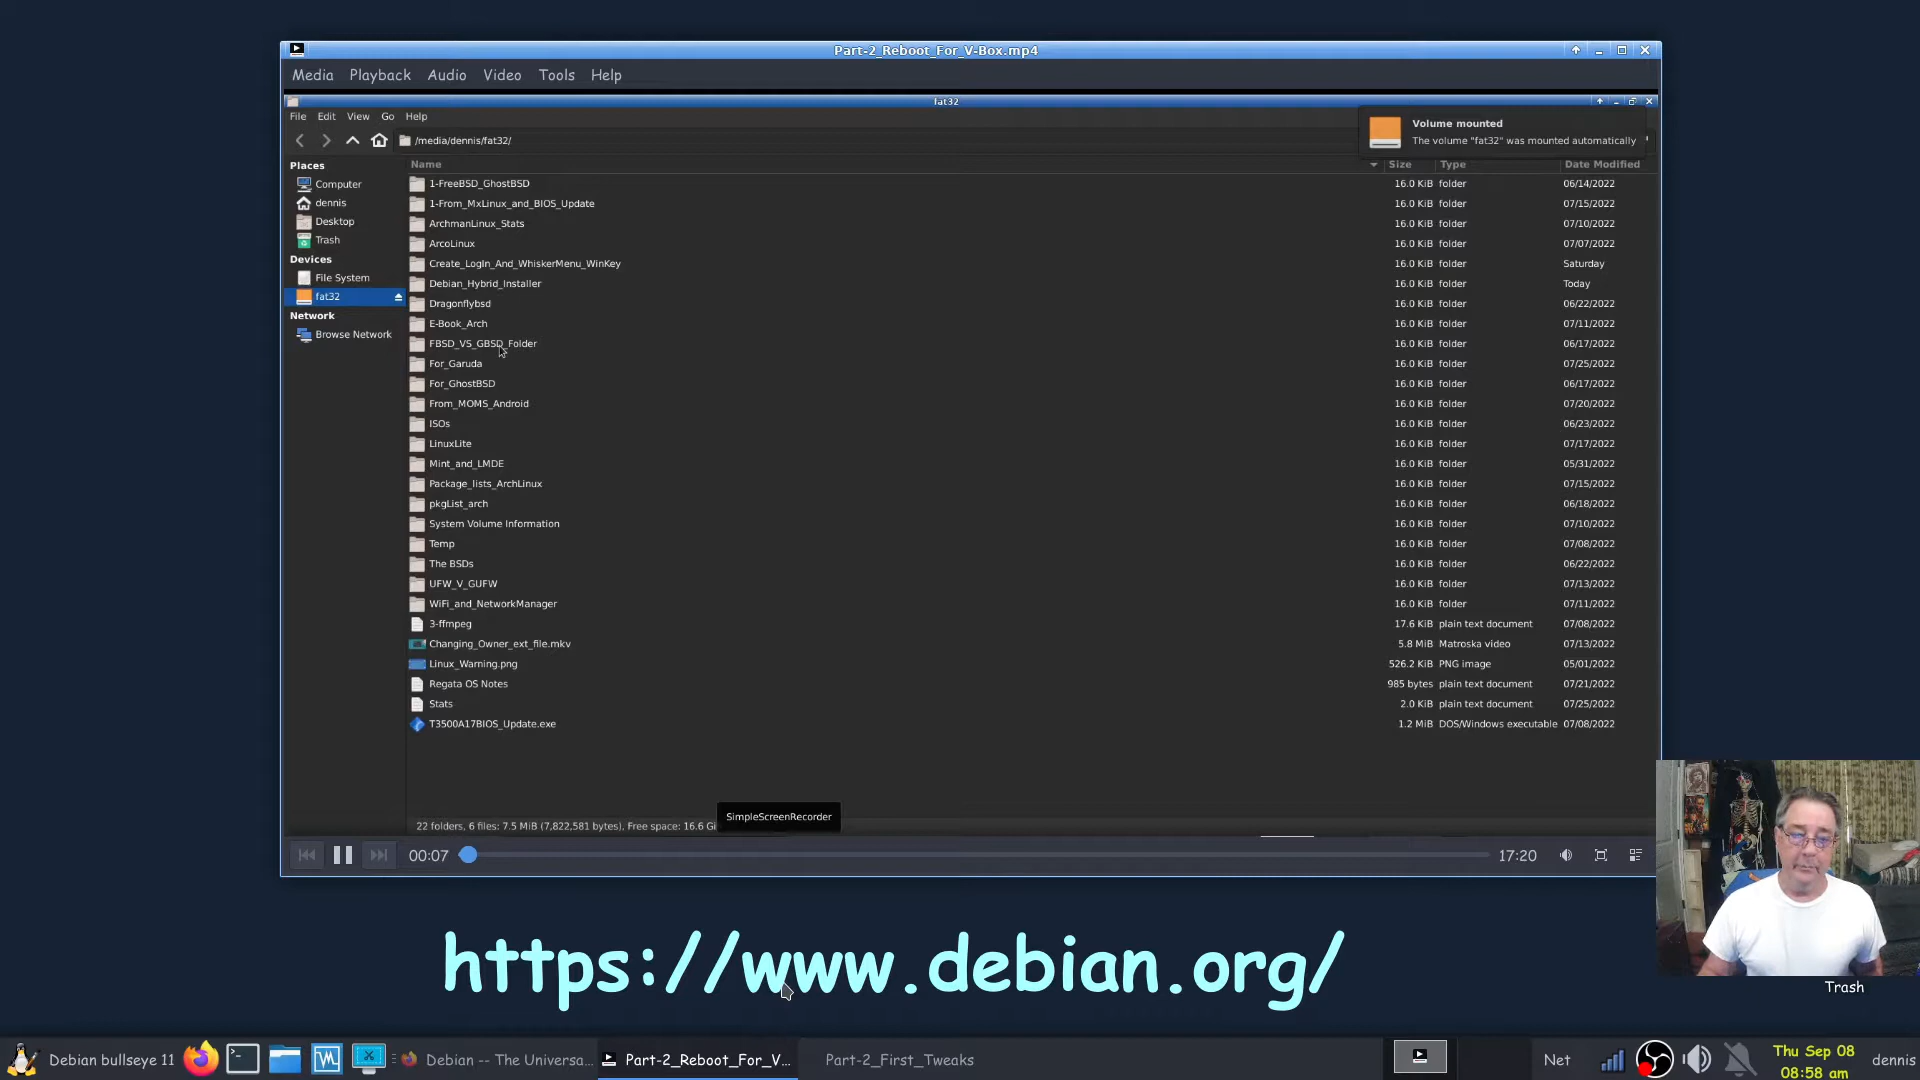 Part-2_Reboot_For_V-Box.mp4
Media Playback Audio Video Tools Help
fat32
File Edit View Go Help
/media/dennis/fat32/
Volume mounted
The volume "fat32" was mounted automatically
Places
Computer
dennis
Desktop
Trash
Devices
File System
fat32
Network
Browse Network
Name Size Type Date Modified
1-FreeBSD_GhostBSD 16.0 KiB folder 06/14/2022
1-From_MxLinux_and_BIOS_Update 16.0 KiB folder 07/15/2022
ArchmanLinux_Stats 16.0 KiB folder 07/10/2022
ArcoLinux 16.0 KiB folder 07/07/2022
Create_LogIn_And_WhiskerMenu_WinKey 16.0 KiB folder Saturday
Debian_Hybrid_Installer 16.0 KiB folder Today
Dragonflybsd 16.0 KiB folder 06/22/2022
E-Book_Arch 16.0 KiB folder 07/11/2022
FBSD_VS_GBSD_Folder 16.0 KiB folder 06/17/2022
For_Garuda 16.0 KiB folder 07/25/2022
For_GhostBSD 16.0 KiB folder 06/17/2022
From_MOMS_Android 16.0 KiB folder 07/20/2022
ISOs 16.0 KiB folder 06/23/2022
LinuxLite 16.0 KiB folder 07/17/2022
Mint_and_LMDE 16.0 KiB folder 05/31/2022
Package_lists_ArchLinux 16.0 KiB folder 07/15/2022
pkgList_arch 16.0 KiB folder 06/18/2022
System Volume Information 16.0 KiB folder 07/10/2022
Temp 16.0 KiB folder 07/08/2022
The BSDs 16.0 KiB folder 06/22/2022
UFW_V_GUFW 16.0 KiB folder 07/13/2022
WiFi_and_NetworkManager 16.0 KiB folder 07/11/2022
3-ffmpeg 17.6 KiB plain text document 07/08/2022
Changing_Owner_ext_file.mkv 5.8 MiB Matroska video 07/13/2022
Linux_Warning.png 526.2 KiB PNG image 05/01/2022
Regata OS Notes 985 bytes plain text document 07/21/2022
Stats 2.0 KiB plain text document 07/25/2022
T3500A17BIOS_Update.exe 1.2 MiB DOS/Windows executable 07/08/2022
SimpleScreenRecorder
22 folders, 6 files: 7.5 MiB (7,822,581 bytes), Free space: 16.6 Gi
00:07 17:20
https://www.debian.org/
Trash
Debian bullseye 11 Debian -- The Universa... Part-2_Reboot_For_V... Part-2_First_Tweaks Net Thu Sep 08 dennis
08:58 am